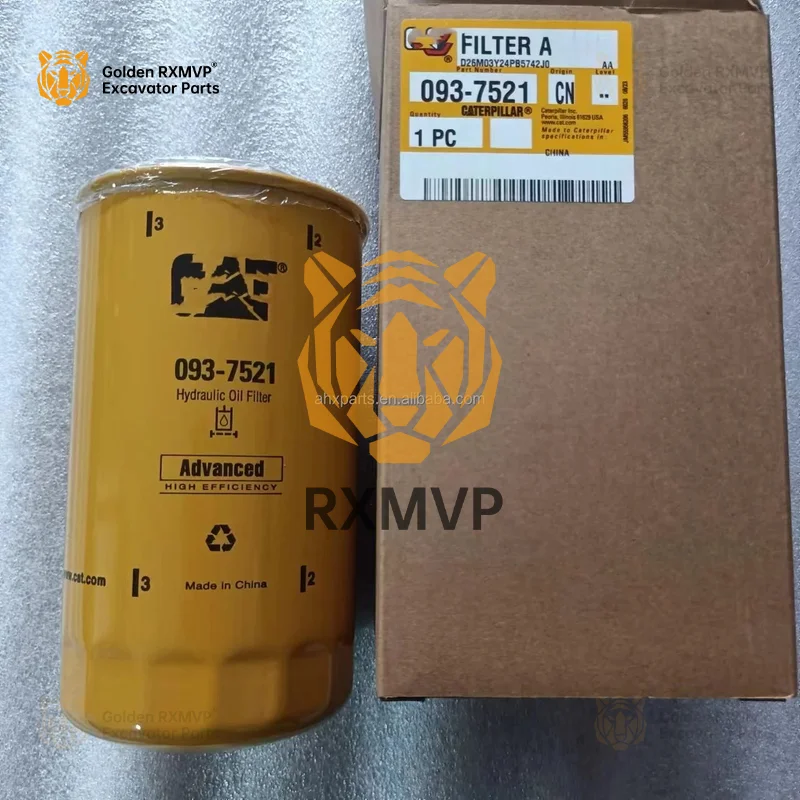 Golden RXMVP®
Excavator Parts
FILTER A
D26M03Y24PB5742J0
Part Number
Origin
AA
Level
093-7521
CN
--
Quantity
CATERPILLAR®
Caterpillar Inc.
Peoria, Illinois 61629 USA
www.cat.com
1 PC
Made to Caterpillar
specifications in:
CHINA
3
2
CAT®
093-7521
Hydraulic Oil Filter
Advanced
HIGH EFFICIENCY
Made in China
www.cat.com
3
2
ahxparts.en.alibaba.com
RXMVP
Golden RXMVP®
Excavator Parts